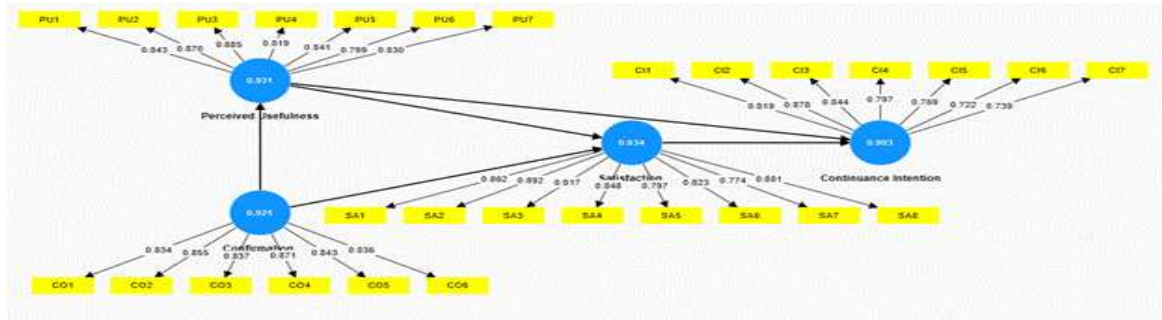 PU1 PU2 PU3 PU4 PU5 PU6 PU7
0.843 0.876 0.885 0.819 0.841 0.799 0.830
0.931
Perceived Usefulness
CI1 CI2 CI3 CI4 CI5 CI6 CI7
0.819 0.878 0.844 0.797 0.769 0.722 0.739
0.934
Satisfaction
0.903
Continuance Intention
0.862 0.892 0.817 0.848 0.797 0.823 0.774 0.801
SA1 SA2 SA3 SA4 SA5 SA6 SA7 SA8
0.921
Confirmation
0.834 0.855 0.837 0.871 0.843 0.836
CO1 CO2 CO3 CO4 CO5 CO6